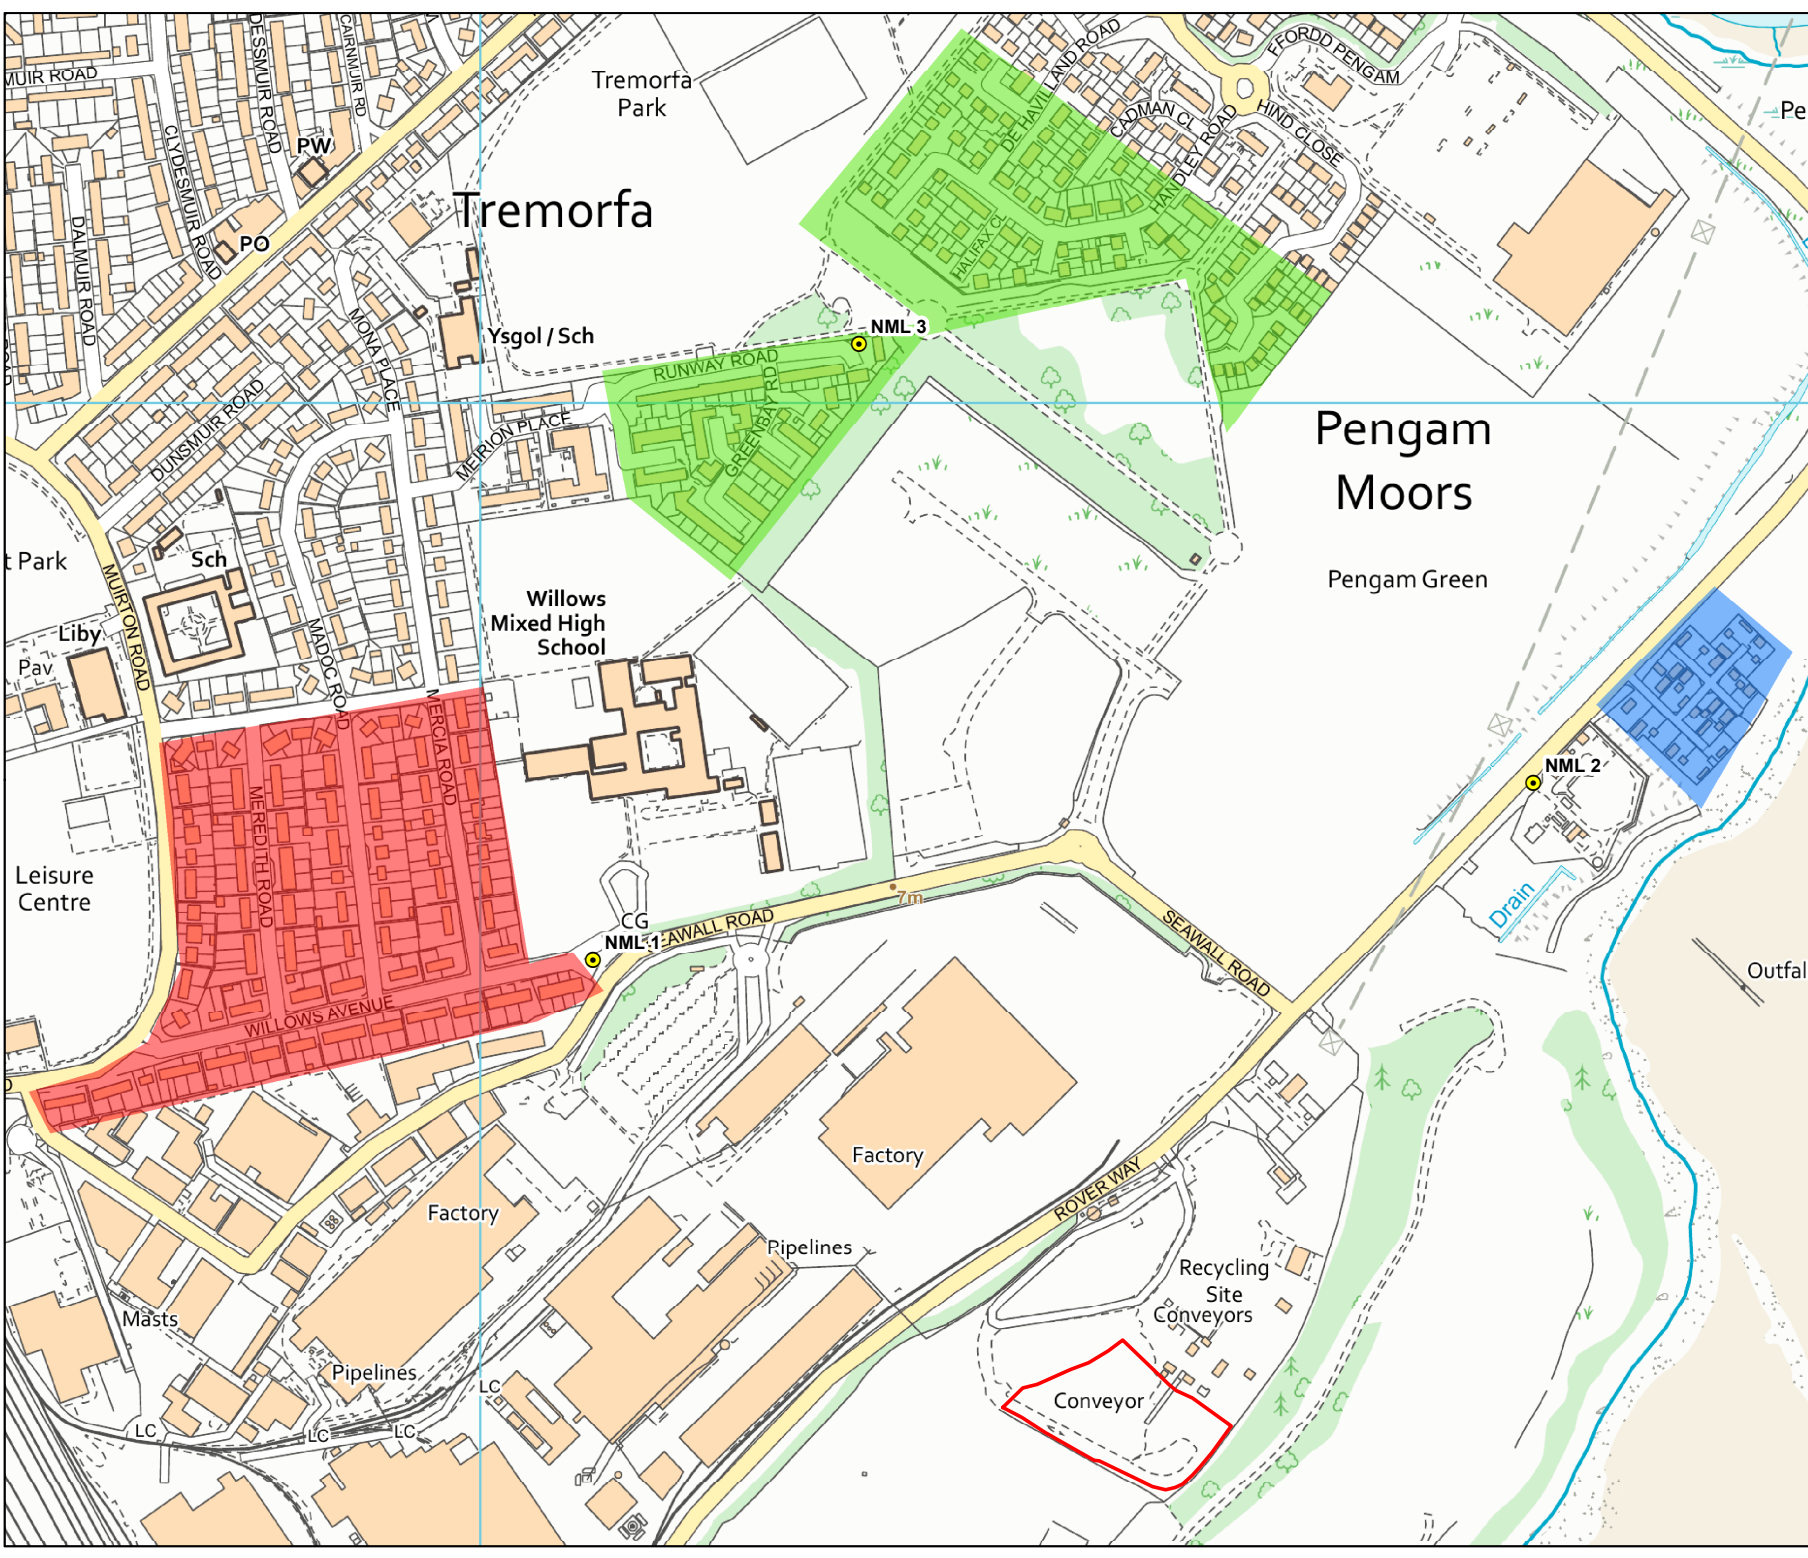 MUIR ROAD
DESSMUIR ROAD
CAIRNMUIR RD
CLYDESMUIR ROAD
DALMUIR ROAD
PW
PO
Tremorfa
Park
Tremorfa
DE HAVILLAND ROAD
CADMAN CL
HANDLEY ROAD
HALIFAX CL
FFORDD PENGAM
HIND CLOSE
Pe
MONA PLACE
Ysgol / Sch
NML 3
RUNWAY ROAD
GREENBAY RD
MEIRION PLACE
DUNSMUIR ROAD
OAD
Pengam
Moors
Pengam Green
t Park
Sch
MUIRTON ROAD
Liby
Pav
MADOC ROAD
Willows
Mixed High
School
MERCIA ROAD
MEREDITH ROAD
NML 2
Leisure
Centre
Drain
7m
CG
NML 1
SEAWALL ROAD
SEAWALL ROAD
Outfal
WILLOWS AVENUE
D
Factory
Factory
ROVER WAY
Pipelines
Recycling
Site
Conveyors
Masts
Pipelines
Conveyor
LC
LC
LC
LC